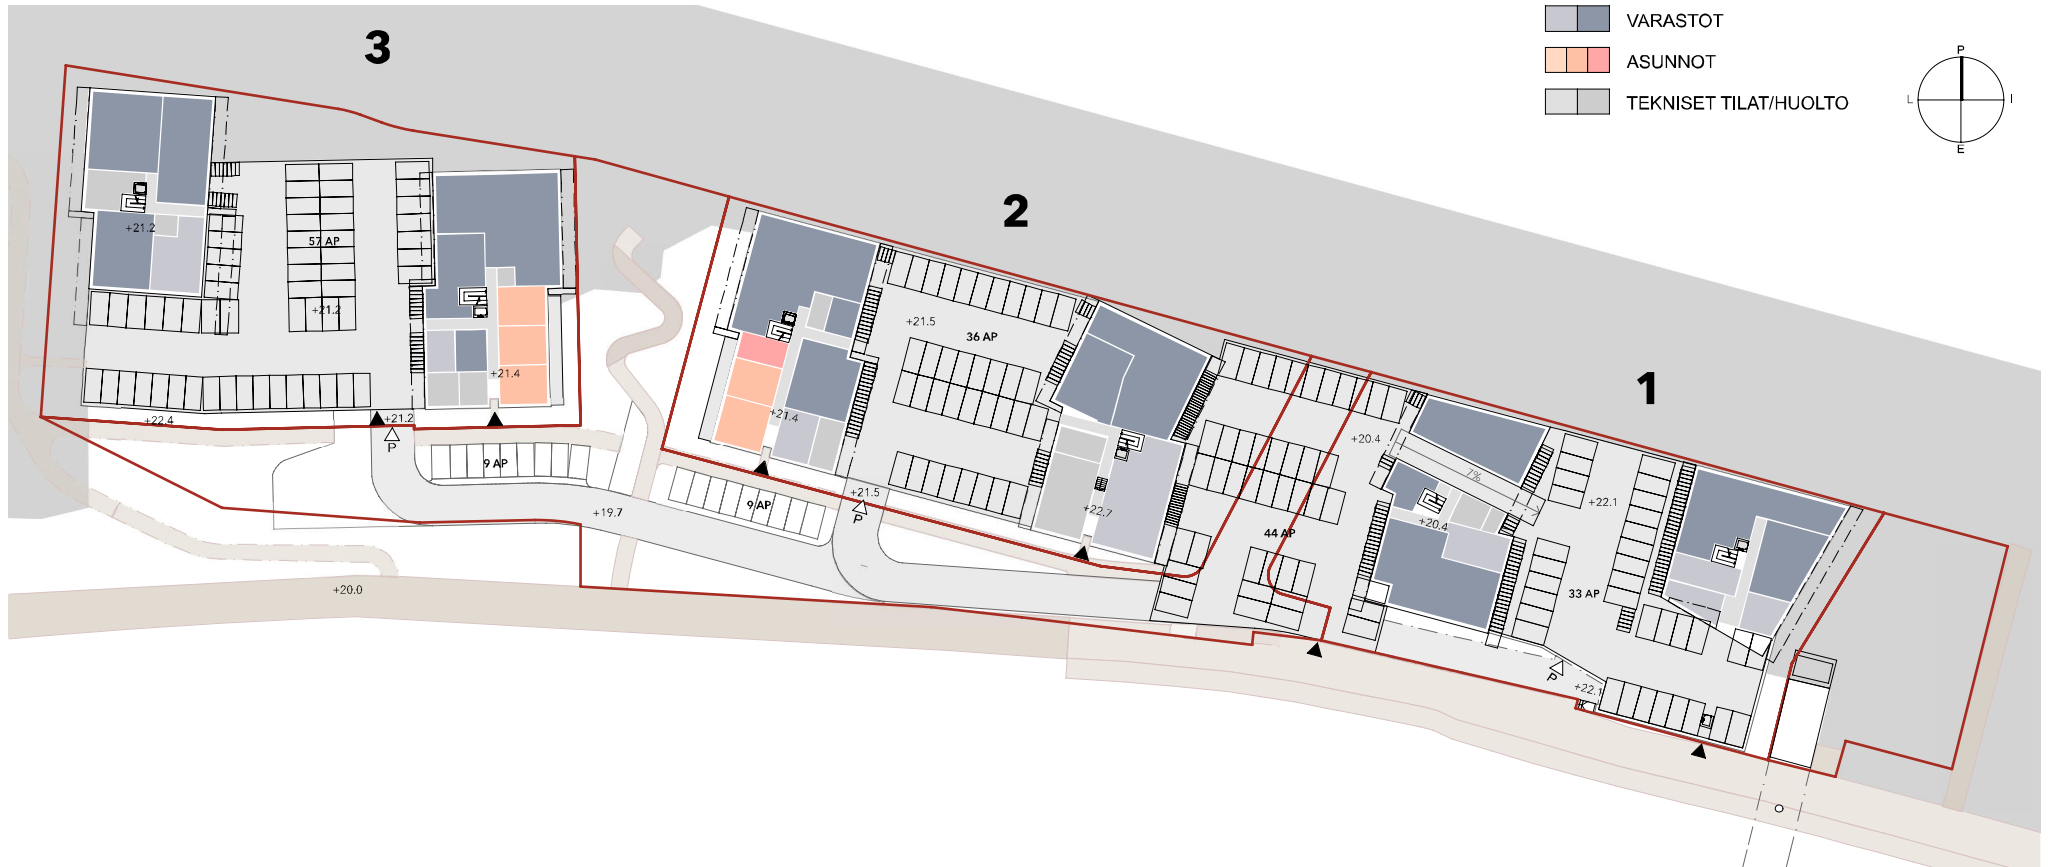 VARASTOT
ASUNNOT
TEKNISET TILAT/HUOLTO
P
L
I
E
3
2
1
+21.2
57 AP
+21.2
+21.4
+22.4
+21.2
P
9 AP
+19.7
+20.0
+21.5
36 AP
+21.4
+21.5
P
9 AP
+22.7
44 AP
+20.4
7%
+20.4
+22.1
33 AP
P
+22.1